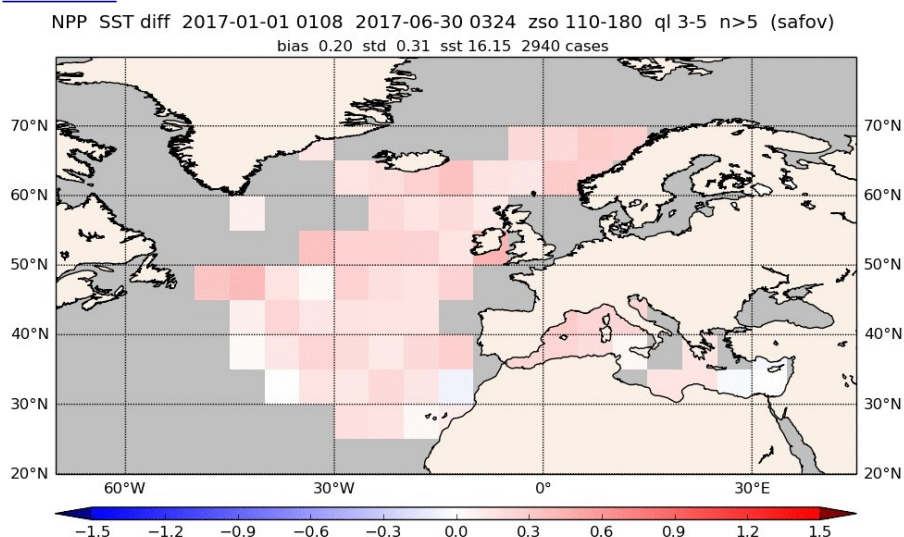 NPP SST diff 2017-01-01 0108 2017-06-30 0324 zso 110-180 ql 3-5 n>5 (safov)
bias 0.20 std 0.31 sst 16.15 2940 cases
70°N 70°N
60°N 60°N
50°N 50°N
40°N 40°N
30°N 30°N
20°N 20°N
60°W 30°W 0° 30°E
−1.5 −1.2 −0.9 −0.6 −0.3 0.0 0.3 0.6 0.9 1.2 1.5